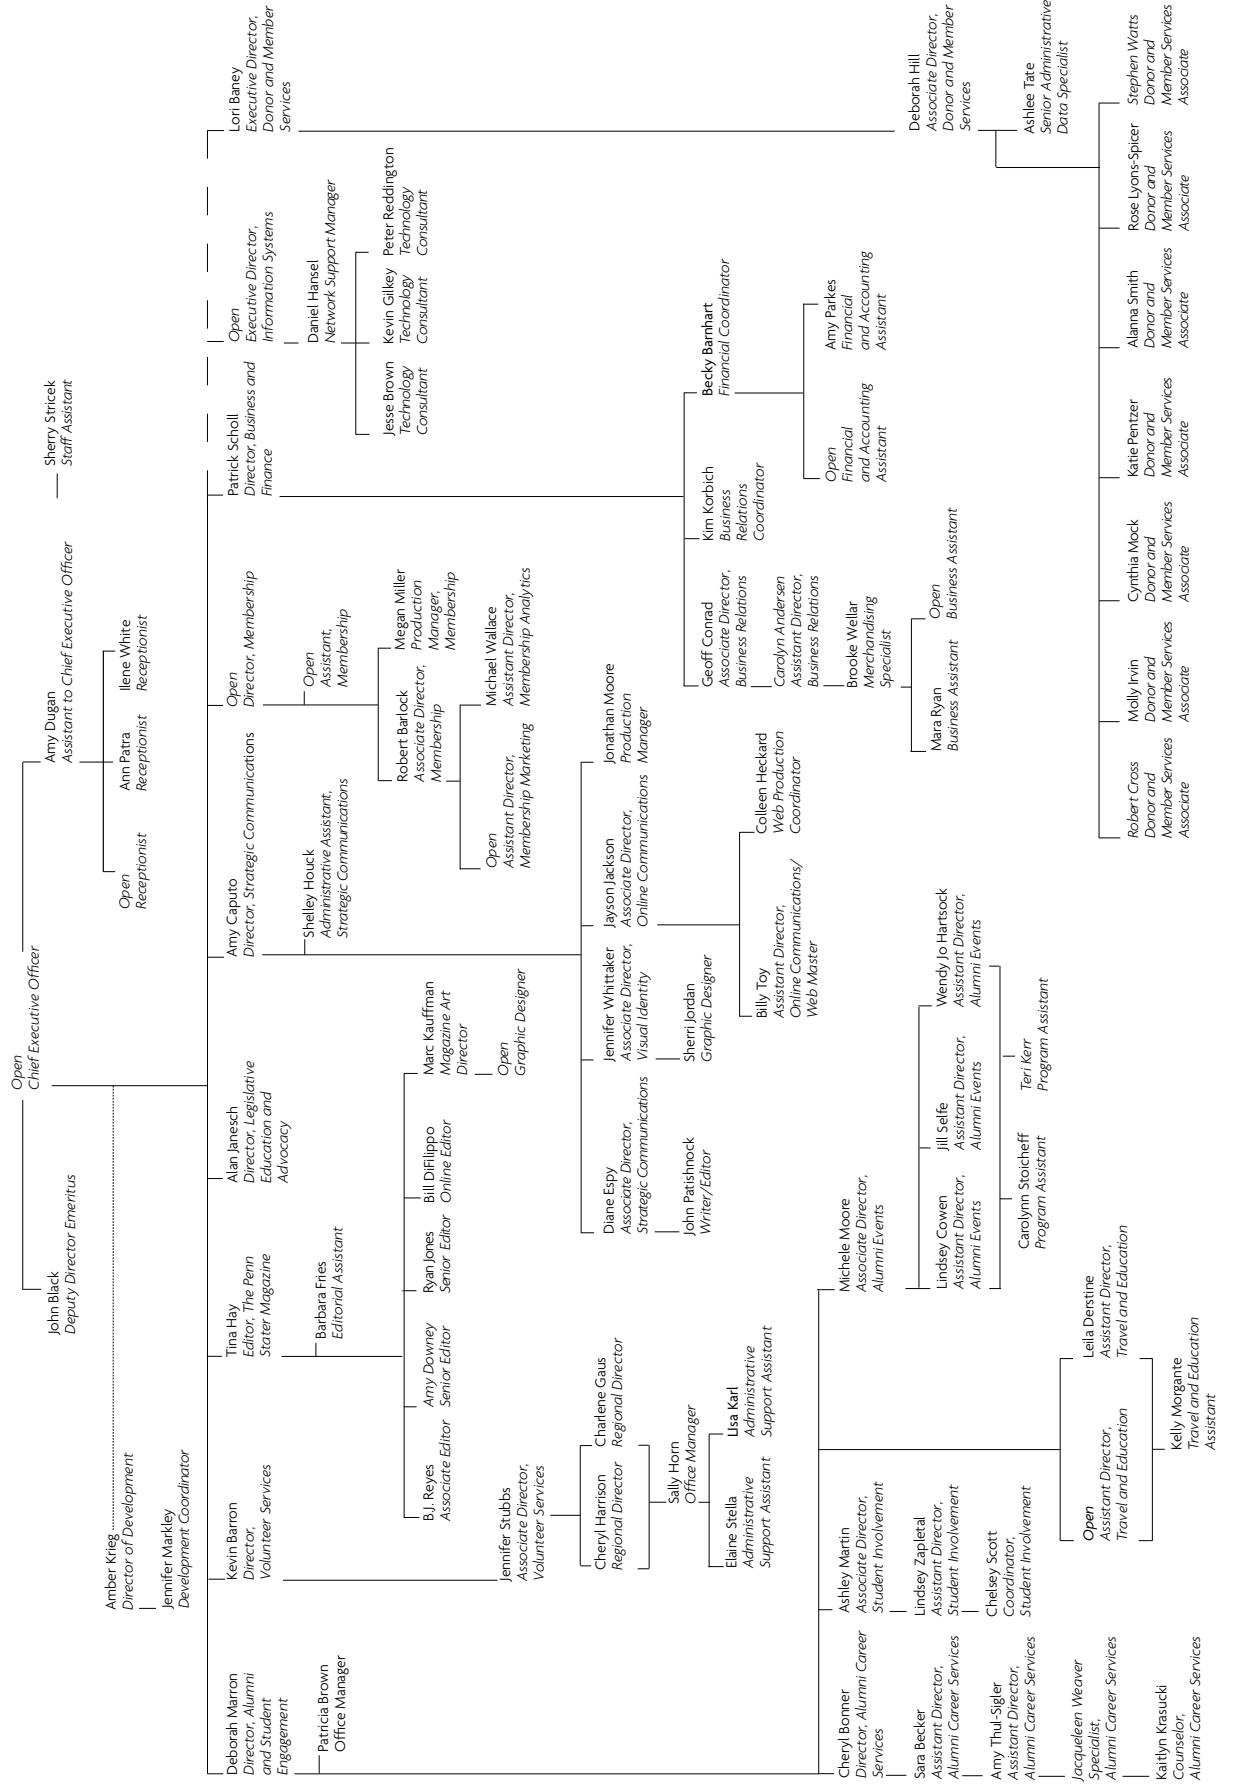 Open
Chief Executive Officer
John Black
Deputy Director Emeritus
Amy Dugan
Assistant to Chief Executive Officer
Sherry Stricek
Staff Assistant
Open
Receptionist
Ann Patra
Receptionist
Ilene White
Receptionist
Amber Krieg
Director of Development
Jennifer Markley
Development Coordinator
Deborah Marron
Director, Alumni
and Student
Engagement
Kevin Barron
Director,
Volunteer Services
Tina Hay
Editor, The Penn
Stater Magazine
Alan Janesch
Director, Legislative
Education and
Advocacy
Amy Caputo
Director, Strategic Communications
Open
Director, Membership
Patrick Scholl
Director, Business and
Finance
Open
Executive Director,
Information Systems
Lori Baney
Executive Director,
Donor and Member
Services
Patricia Brown
Office Manager
Barbara Fries
Editorial Assistant
Shelley Houck
Administrative Assistant,
Strategic Communications
Open
Assistant,
Membership
Daniel Hansel
Network Support Manager
Jesse Brown
Technology
Consultant
Kevin Gilkey
Technology
Consultant
Peter Reddington
Technology
Consultant
Robert Barlock
Associate Director,
Membership
Megan Miller
Production
Manager,
Membership
Open
Assistant Director,
Membership Marketing
Michael Wallace
Assistant Director,
Membership Analytics
B.J. Reyes
Associate Editor
Amy Downey
Senior Editor
Ryan Jones
Senior Editor
Bill DiFilippo
Online Editor
Marc Kauffman
Magazine Art
Director
Open
Graphic Designer
Jennifer Stubbs
Associate Director,
Volunteer Services
Cheryl Harrison
Regional Director
Charlene Gaus
Regional Director
Sally Horn
Office Manager
Elaine Stella
Administrative
Support Assistant
LIsa Karl
Administrative
Support Assistant
Diane Espy
Associate Director,
Strategic Communications
Jennifer Whittaker
Associate Director,
Visual Identity
Jayson Jackson
Associate Director,
Online Communications
Jonathan Moore
Production
Manager
John Patishnock
Writer/Editor
Sherri Jordan
Graphic Designer
Billy Toy
Assistant Director,
Online Communications/
Web Master
Colleen Heckard
Web Production
Coordinator
Geoff Conrad
Associate Director,
Business Relations
Kim Korbich
Business
Relations
Coordinator
Becky Barnhart
Financial Coordinator
Carolyn Andersen
Assistant Director,
Business Relations
Brooke Wellar
Merchandising
Specialist
Mara Ryan
Business Assistant
Open
Business Assistant
Open
Financial
and Accounting
Assistant
Amy Parkes
Financial
and Accounting
Assistant
Deborah Hill
Associate Director,
Donor and Member
Services
Ashlee Tate
Senior Administrative
Data Specialist
Cheryl Bonner
Director, Alumni Career
Services
Ashley Martin
Associate Director,
Student Involvement
Michele Moore
Associate Director,
Alumni Events
Sara Becker
Assistant Director,
Alumni Career Services
Lindsey Zapletal
Assistant Director,
Student Involvement
Lindsey Cowen
Assistant Director,
Alumni Events
Jill Selfe
Assistant Director,
Alumni Events
Wendy Jo Hartsock
Assistant Director,
Alumni Events
Amy Thul-Sigler
Assistant Director,
Alumni Career Services
Chelsey Scott
Coordinator,
Student Involvement
Carolynn Stoicheff
Program Assistant
Teri Kerr
Program Assistant
Jacqueleen Weaver
Specialist,
Alumni Career Services
Open
Assistant Director,
Travel and Education
Leila Derstine
Assistant Director,
Travel and Education
Kaitlyn Krasucki
Counselor,
Alumni Career Services
Kelly Morgante
Travel and Education
Assistant
Robert Cross
Donor and
Member Services
Associate
Molly Irvin
Donor and
Member Services
Associate
Cynthia Mock
Donor and
Member Services
Associate
Katie Pentzer
Donor and
Member Services
Associate
Alanna Smith
Donor and
Member Services
Associate
Rose Lyons-Spicer
Donor and
Member Services
Associate
Stephen Watts
Donor and
Member Services
Associate